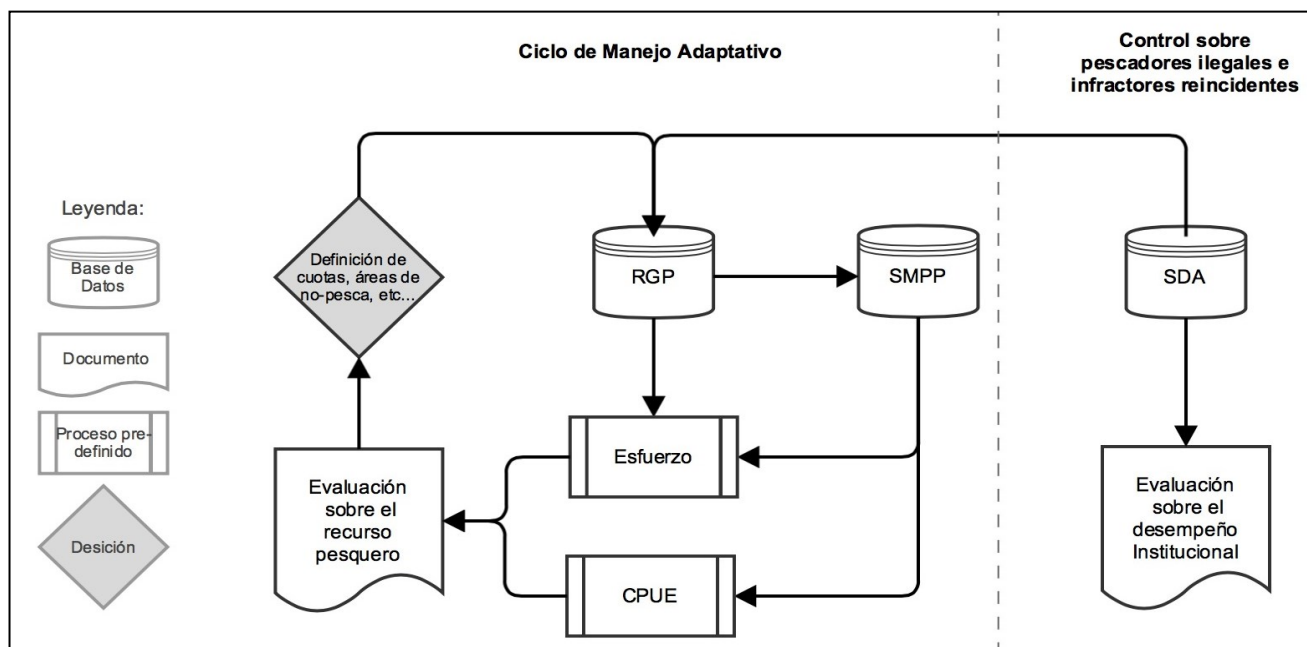 Ciclo de Manejo Adaptativo
Control sobre
pescadores ilegales e
infractores reincidentes
Leyenda:
Base de
Datos
Documento
Proceso pre-
definido
Desición
Definición de
cuotas, áreas de
no-pesca, etc...
RGP
SMPP
SDA
Esfuerzo
CPUE
Evaluación
sobre el
recurso
pesquero
Evaluación
sobre el
desempeño
Institucional